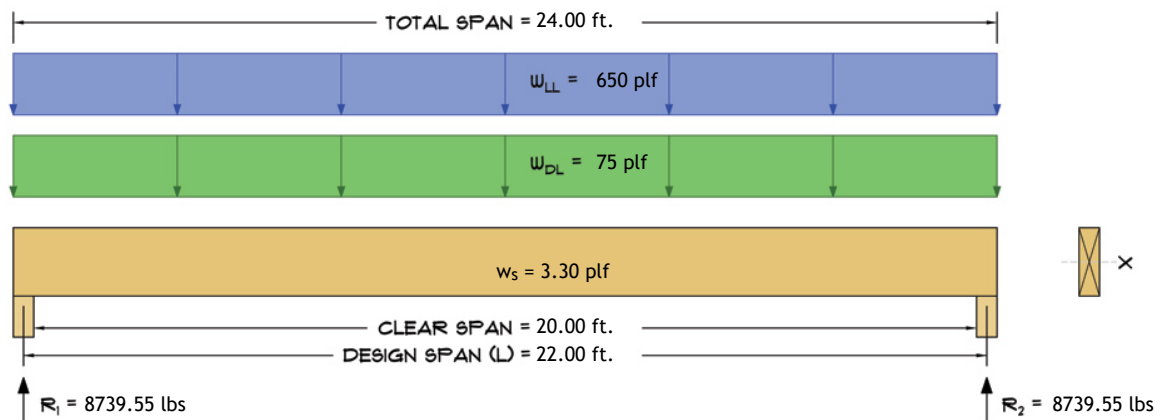 TOTAL SPAN = 24.00 ft.
WLL = 650 plf
WDL = 75 plf
ws = 3.30 plf
X
CLEAR SPAN = 20.00 ft.
DESIGN SPAN (L) = 22.00 ft.
R1 = 8739.55 lbs
R2 = 8739.55 lbs